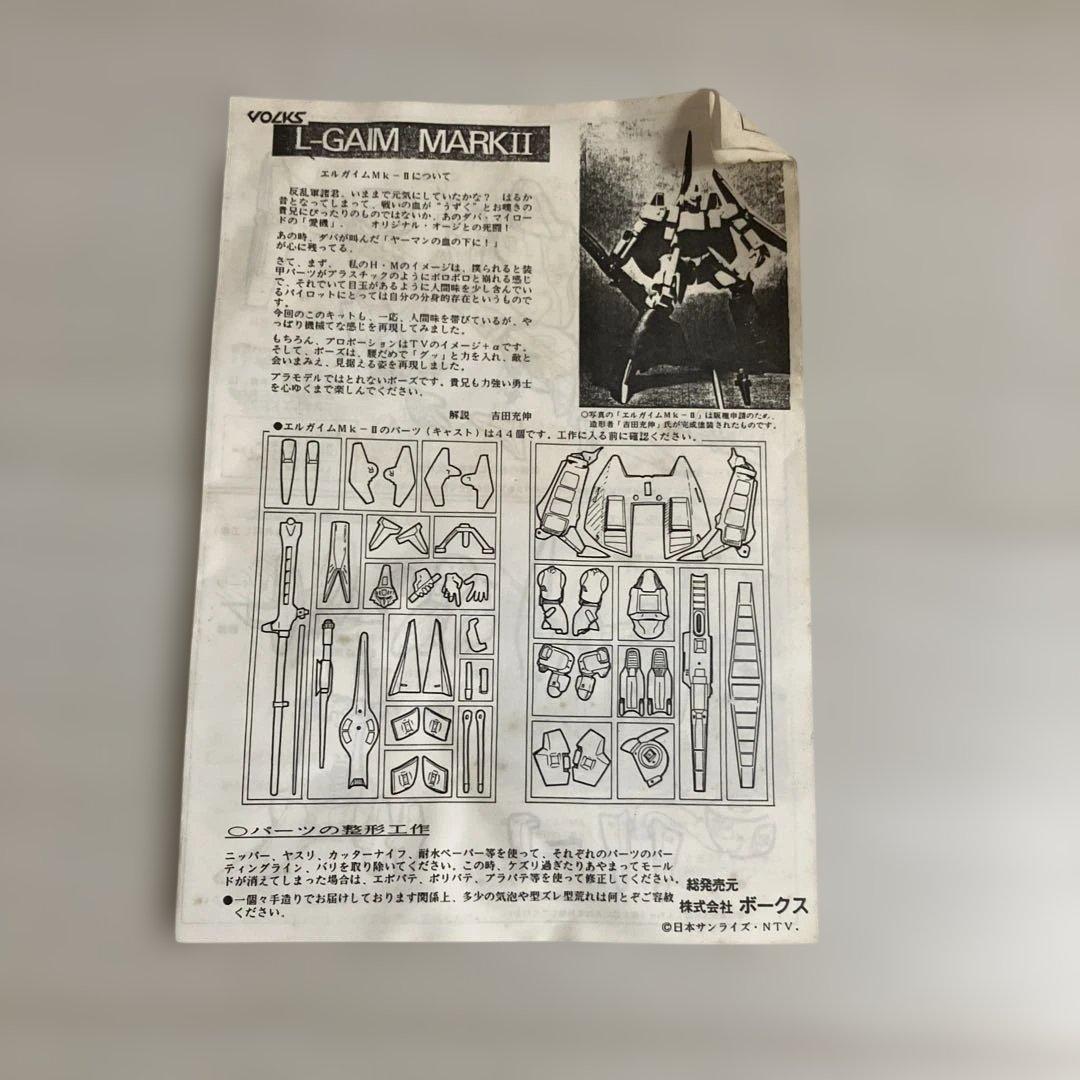 VOLKS
L-GAIM MARKII
エルガイムMk-Ⅱについて
反乱軍諸君、いままで元気にしていたかな？ はるか
昔となってしまって、戦いの血が“うずく”とお嘆きの
貴兄にぴったりのものではないか、あのダバ・マイロー
ドの「愛機」、 オリジナル・オージとの死闘！
あの時、ダバが叫んだ「ヤーマンの血の下に！」
が心に残ってる。
さて、まず、 私のH・Mのイメージは、撲られると装
甲パーツがプラスチックのようにボロボロと崩れる感じ
で、それでいて目玉があるように人間味を少し含んでい
るパイロットにとっては自分の分身的存在というもので
す。
今回のこのキットも、一応、人間味を帯びているが、や
っぱり機械てな感じを再現してみました。
もちろん、プロポーションはTVのイメージ+αです。
そして、ポーズは、腰だめで「グッ」と力を入れ、敵と
会いまみえ、見据える姿を再現しました。
プラモデルではとれないポーズです。貴兄も力強い勇士
を心ゆくまで楽しんでください。
解説 吉田充伸
○写真の「エルガイムMk-Ⅱ」は版権申請のため、
造形者「吉田充伸」氏が完成塗装されたものです。
●エルガイムMk-Ⅱのパーツ（キャスト）は44個です。工作に入る前に確認ください。
○パーツの整形工作
ニッパー、ヤスリ、カッターナイフ、耐水ペーパー等を使って、それぞれのパーツのパー
ティングライン、バリを取り除いてください。この時、ケズリ過ぎたりあやまってモール
ドが消えてしまった場合は、エポパテ、ポリパテ、プラパテ等を使って修正してください。
●一個々手造りでお届けしております関係上、多少の気泡や型ズレ型荒れは何とぞご容赦
ください。
総発売元
株式会社 ボークス
©日本サンライズ・NTV.